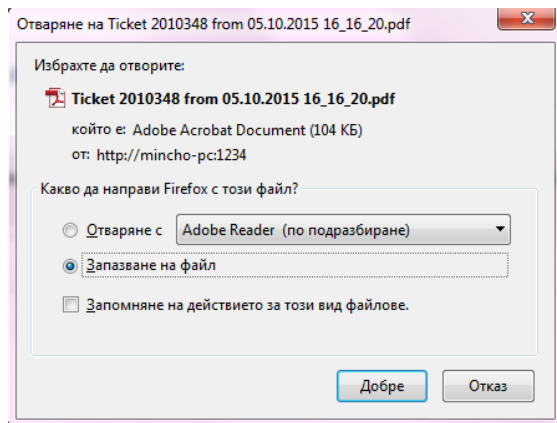 Отваряне на Ticket 2010348 from 05.10.2015 16_16_20.pdf
Избрахте да отворите:
Ticket 2010348 from 05.10.2015 16_16_20.pdf
който е: Adobe Acrobat Document (104 КБ)
от: http://mincho-pc:1234
Какво да направи Firefox с този файл?
Отваряне с Adobe Reader (по подразбиране)
Запазване на файл
Запомняне на действието за този вид файлове.
Добре Отказ